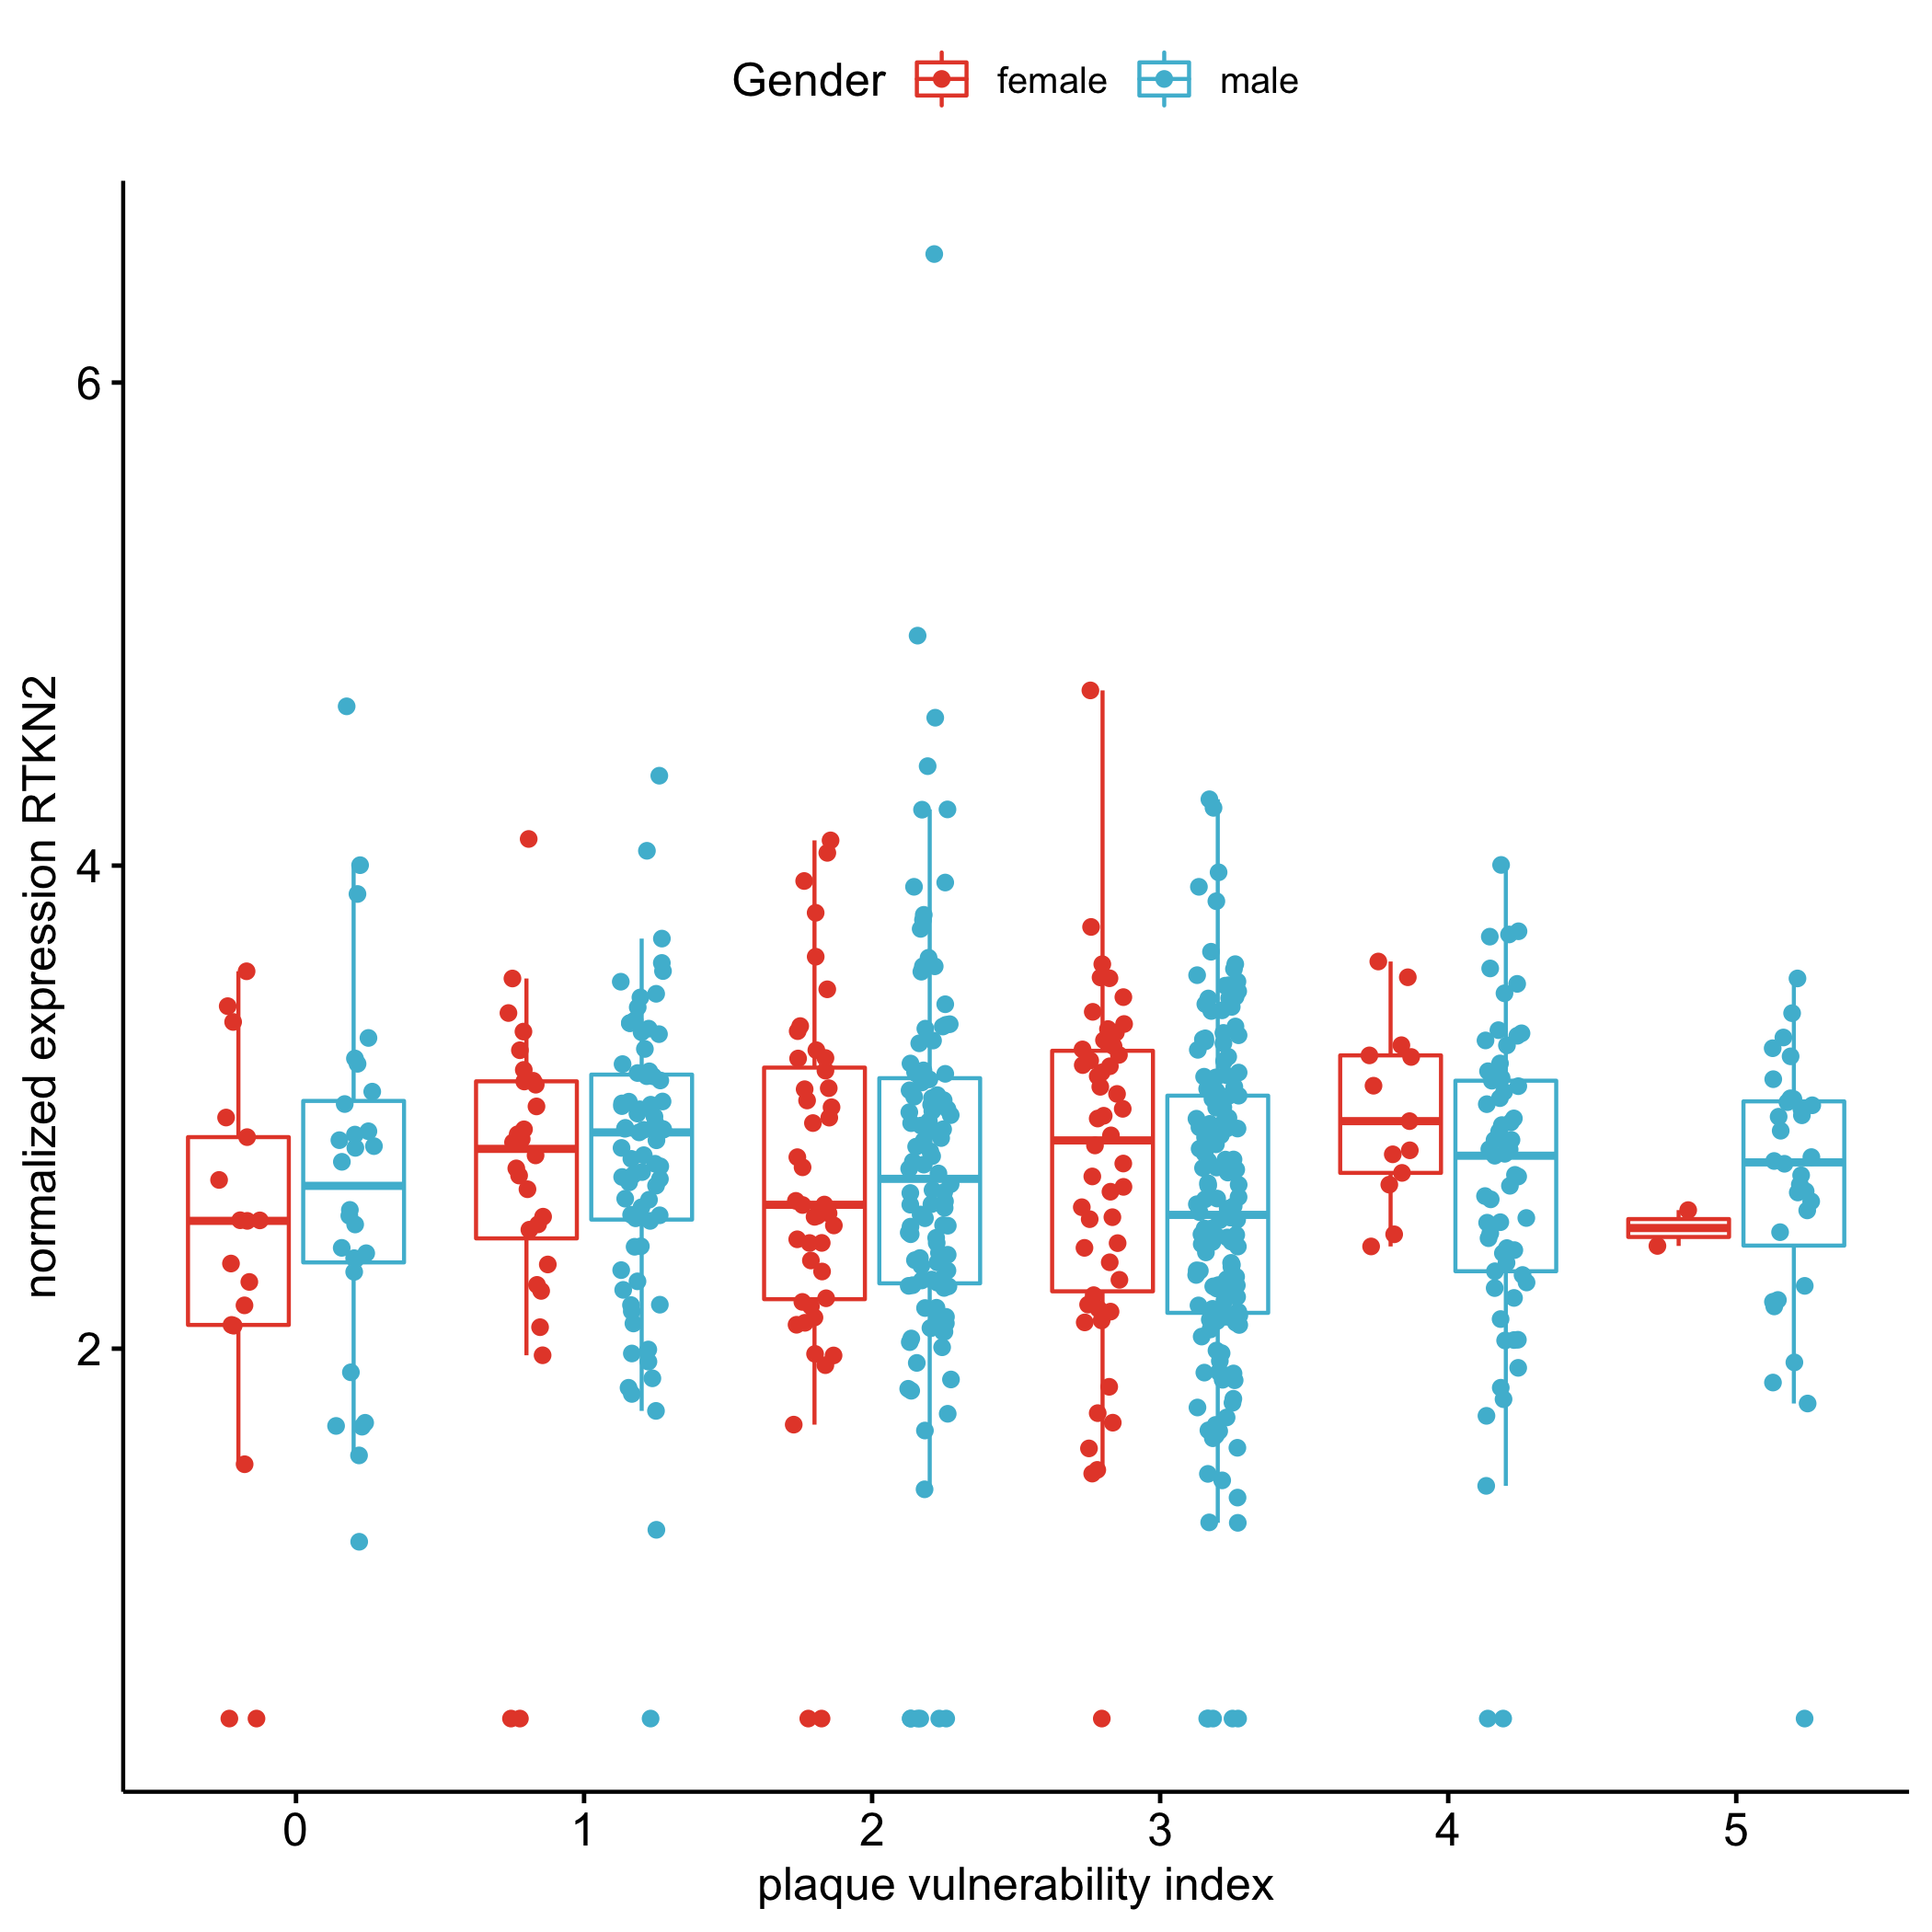 Gender female male
normalized expression RTKN2
6
4
2
0 1 2 3 4 5
plaque vulnerability index